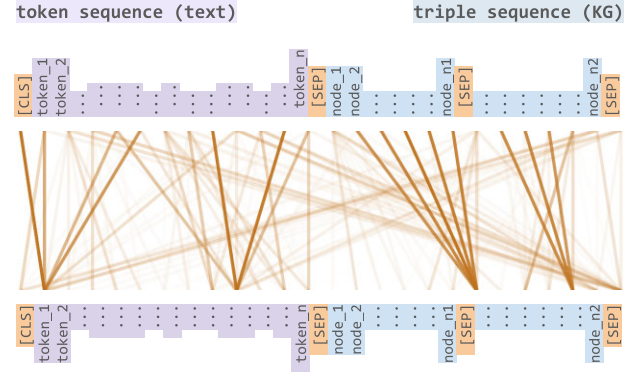 token sequence (text)
triple sequence (KG)
[CLS]
token_1
token_2
token_n
[SEP]
node_1
node_2
node_n1
[SEP]
node_n2
[SEP]
[CLS]
token_1
token_2
token_n
[SEP]
node_1
node_2
node_n1
[SEP]
node_n2
[SEP]